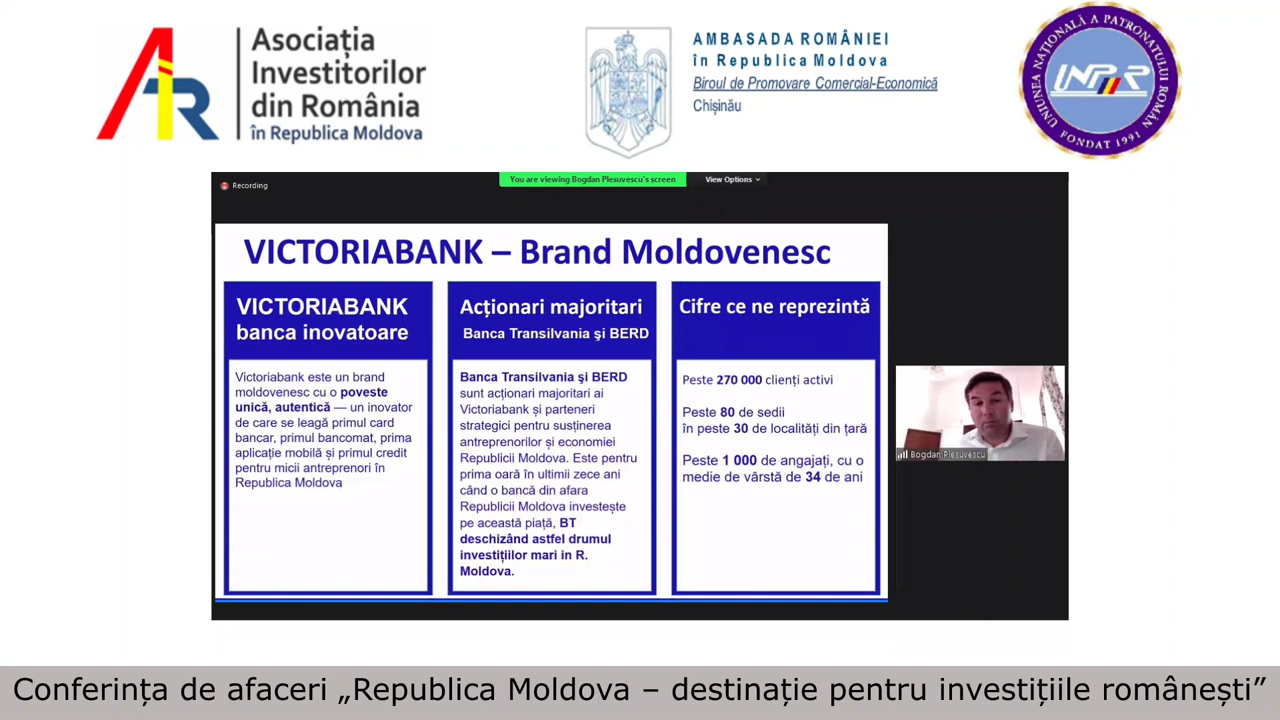 Asociația
Investitorilor
din România
în Republica Moldova
AMBASADA ROMÂNIEI
în Republica Moldova
Biroul de Promovare Comercial-Economică
Chișinău
UNIUNEA NAȚIONALĂ A PATRONATULUI ROMÂN
UNPR
FONDAT 1991
Recording
You are viewing Bogdan Plesuvescu's screen
View Options
VICTORIABANK – Brand Moldovenesc
VICTORIABANK
banca inovatoare
Victoriabank este un brand
moldovenesc cu o poveste
unică, autentică — un inovator
de care se leagă primul card
bancar, primul bancomat, prima
aplicație mobilă și primul credit
pentru micii antreprenori în
Republica Moldova
Acționari majoritari
Banca Transilvania şi BERD
Banca Transilvania şi BERD
sunt acționari majoritari ai
Victoriabank și parteneri
strategici pentru susținerea
antreprenorilor și economiei
Republicii Moldova. Este pentru
prima oară în ultimii zece ani
când o bancă din afara
Republicii Moldova investește
pe această piață, BT
deschizând astfel drumul
investițiilor mari in R.
Moldova.
Cifre ce ne reprezintă
Peste 270 000 clienți activi
Peste 80 de sedii
în peste 30 de localități din țară
Peste 1 000 de angajați, cu o
medie de vârstă de 34 de ani
Bogdan Plesuvescu
Conferința de afaceri „Republica Moldova – destinație pentru investițiile românești”